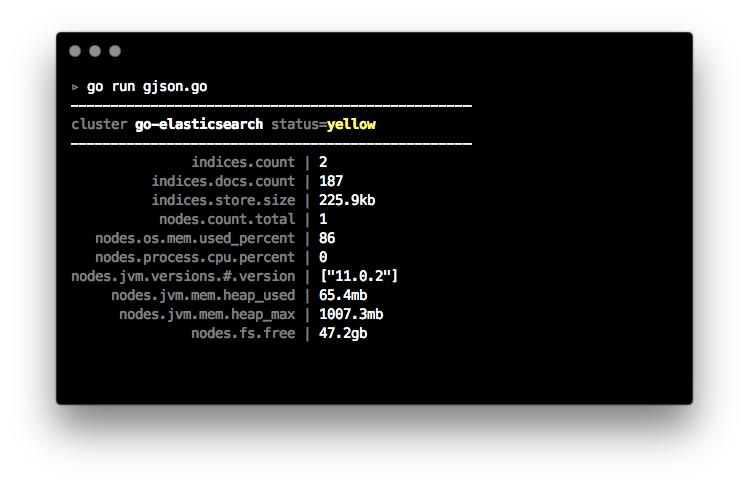 ▹ go run gjson.go
--------------------------------------------------
cluster go-elasticsearch status=yellow
--------------------------------------------------
indices.count | 2
indices.docs.count | 187
indices.store.size | 225.9kb
nodes.count.total | 1
nodes.os.mem.used_percent | 86
nodes.process.cpu.percent | 0
nodes.jvm.versions.#.version | ["11.0.2"]
nodes.jvm.mem.heap_used | 65.4mb
nodes.jvm.mem.heap_max | 1007.3mb
nodes.fs.free | 47.2gb